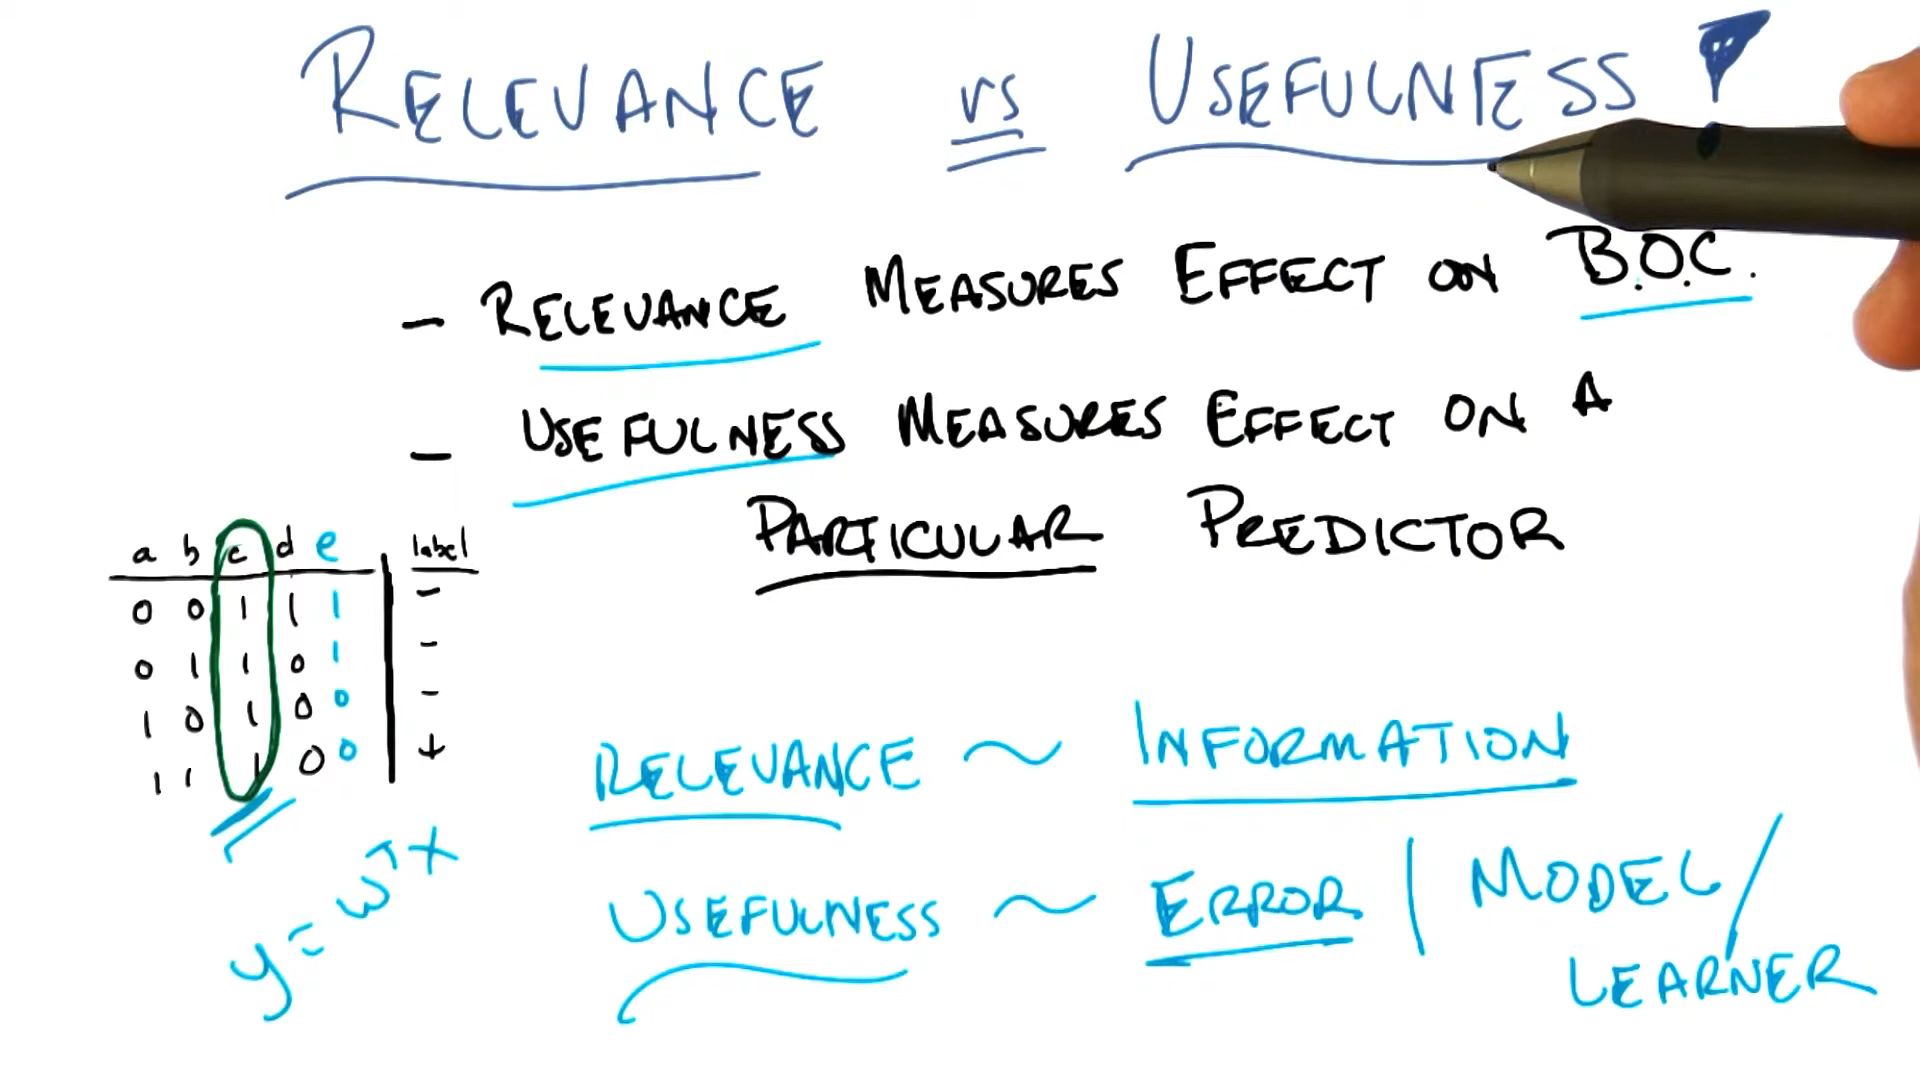 RELEVANCE vs USEFULNESS!
- RELEVANCE MEASURES EFFECT ON B.O.C.
- USEFULNESS MEASURES EFFECT ON A
PARTICULAR PREDICTOR
a b c d e label
0 0 1 1 1 -
0 1 1 0 1 -
1 0 1 0 0 -
1 1 1 0 0 +
y = wᵀx
RELEVANCE ~ INFORMATION
USEFULNESS ~ ERROR | MODEL/
LEARNER